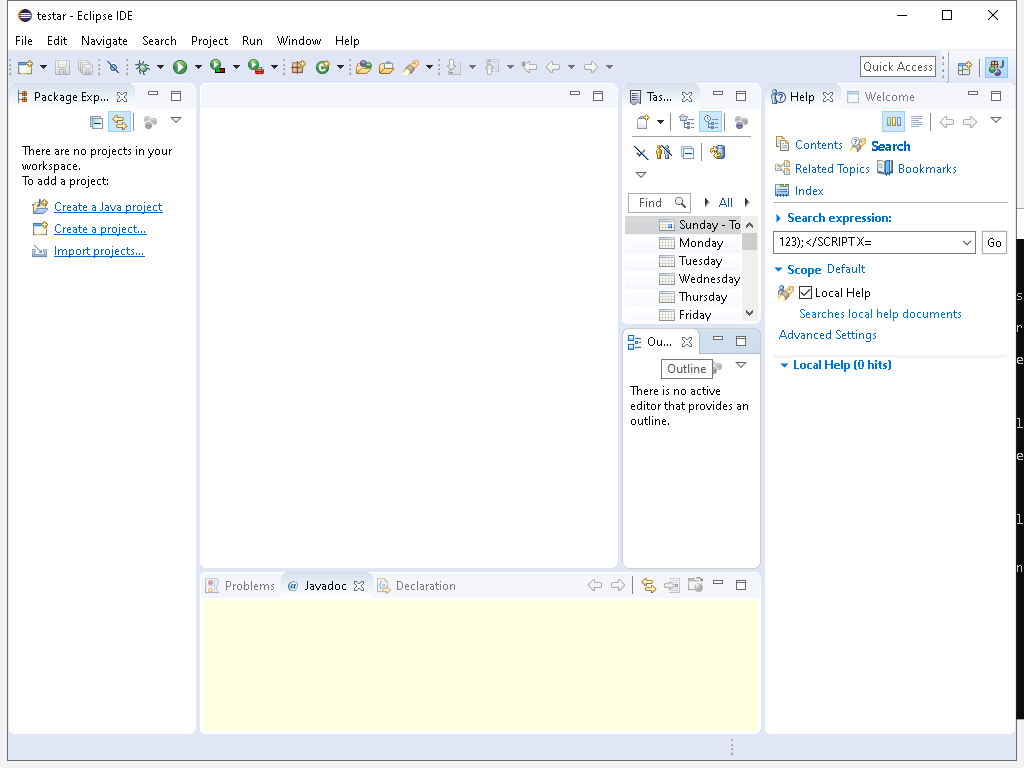 testar - Eclipse IDE
File Edit Navigate Search Project Run Window Help
Quick Access
Package Exp...
There are no projects in your
workspace.
To add a project:
Create a Java project
Create a project...
Import projects...
Tas...
Find
All
Sunday - To
Monday
Tuesday
Wednesday
Thursday
Friday
Ou...
Outline
There is no active
editor that provides an
outline.
Help Welcome
Contents Search
Related Topics Bookmarks
Index
Search expression:
123);</SCRIPT X=
Go
Scope Default
Local Help
Searches local help documents
Advanced Settings
Local Help (0 hits)
Problems @ Javadoc Declaration
s
r
e
l
e
l
n